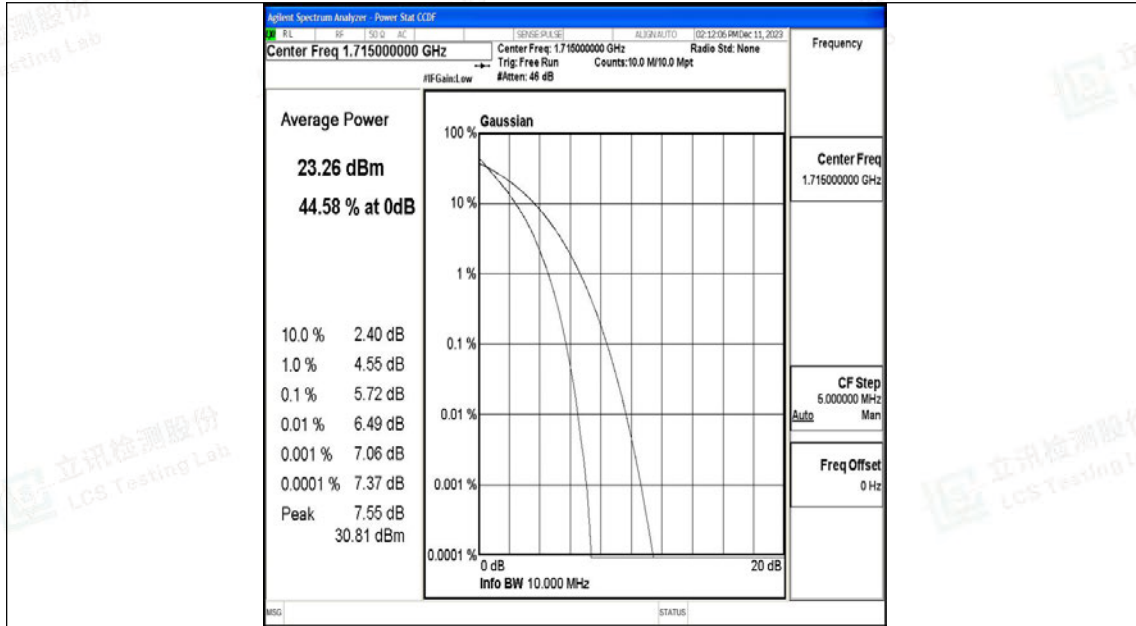 Agilent Spectrum Analyzer - Power Stat CCDF
RL RF 50 Ω AC SENSE:PULSE ALIGN AUTO 02:12:06 PM Dec 11, 2023
Center Freq 1.715000000 GHz
Center Freq: 1.715000000 GHz Radio Std: None
Trig: Free Run Counts:10.0 M/10.0 Mpt
#IFGain:Low #Atten: 46 dB
Frequency
Average Power
23.26 dBm
44.58 % at 0dB
10.0 % 2.40 dB
1.0 % 4.55 dB
0.1 % 5.72 dB
0.01 % 6.49 dB
0.001 % 7.06 dB
0.0001 % 7.37 dB
Peak 7.55 dB
30.81 dBm
Gaussian
100 %
10 %
1 %
0.1 %
0.01 %
0.001 %
0.0001 %
0 dB 20 dB
Info BW 10.000 MHz
Center Freq
1.715000000 GHz
CF Step
5.000000 MHz
Auto Man
Freq Offset
0 Hz
MSG STATUS
立讯检测股份
LCS Testing Lab
立讯检测股份
LCS Testing